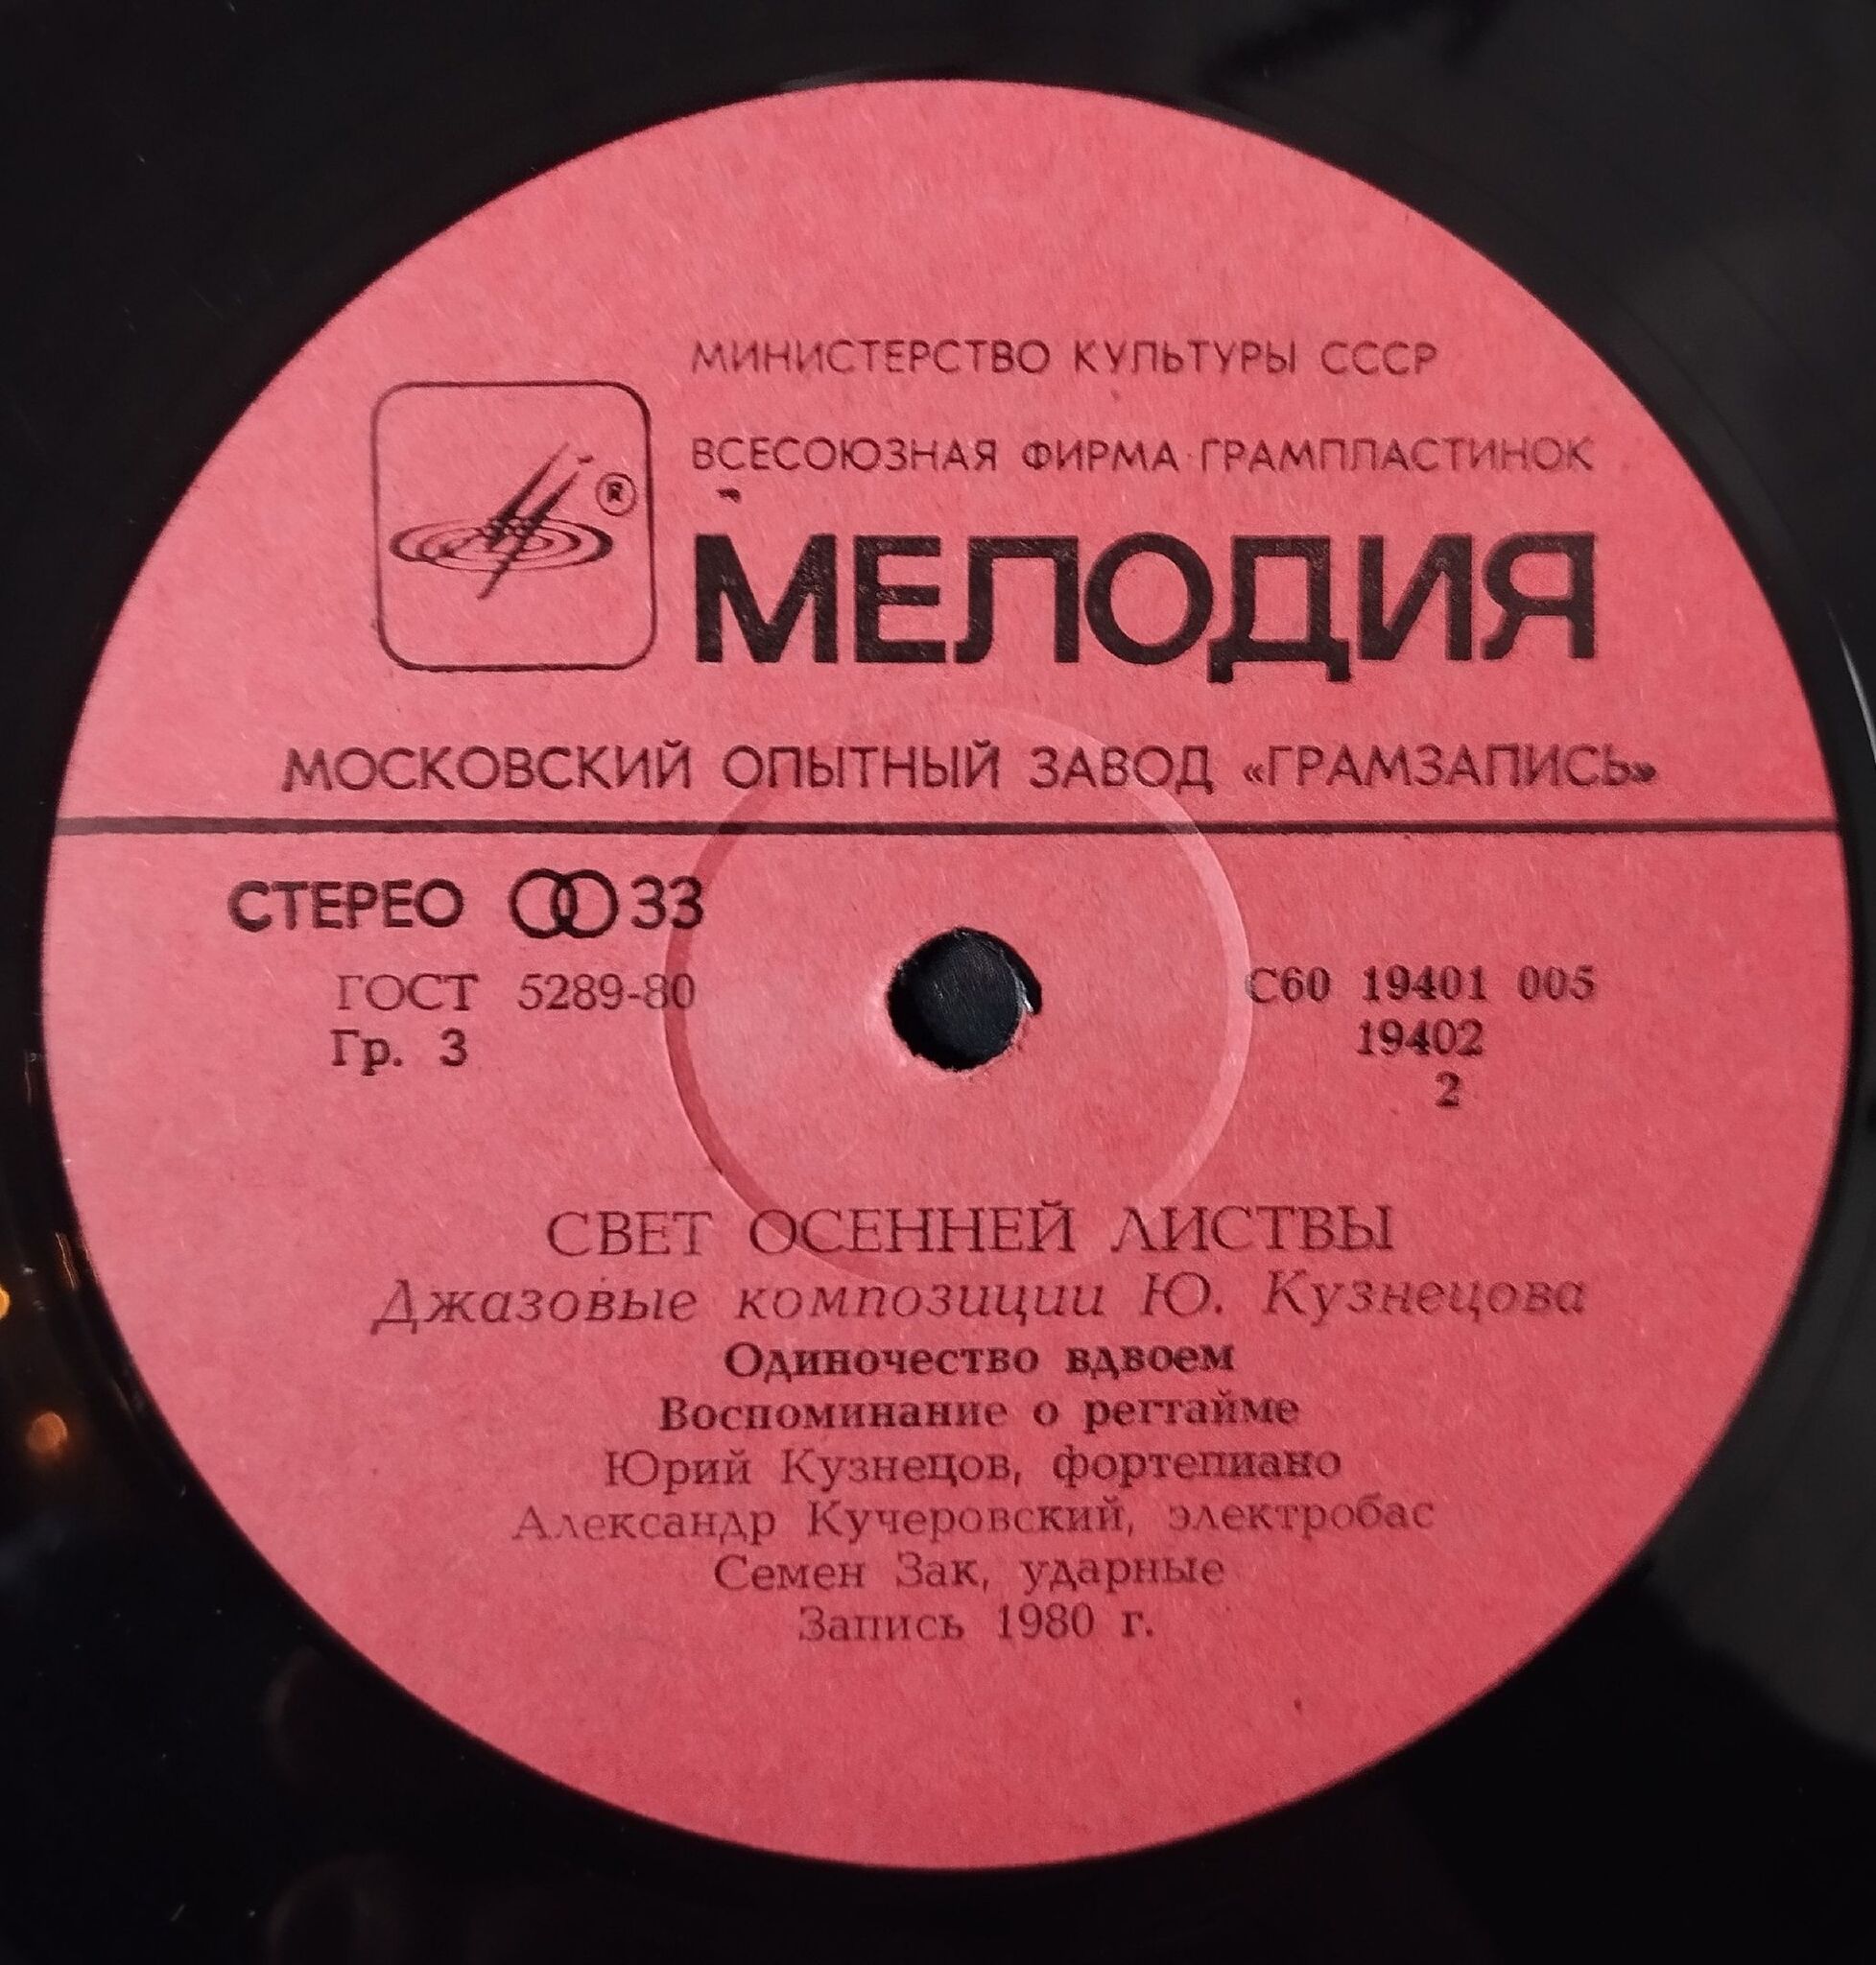 МИНИСТЕРСТВО КУЛЬТУРЫ СССР
ВСЕСОЮЗНАЯ ФИРМА ГРАМПЛАСТИНОК
®
МЕЛОДИЯ
МОСКОВСКИЙ ОПЫТНЫЙ ЗАВОД «ГРАМЗАПИСЬ»
СТЕРЕО 33
ГОСТ 5289-80
Гр. 3
С60 19401 005
19402
2
СВЕТ ОСЕННЕЙ ЛИСТВЫ
Джазовые композиции Ю. Кузнецова
Одиночество вдвоем
Воспоминание о регтайме
Юрий Кузнецов, фортепиано
Александр Кучеровский, электробас
Семен Зак, ударные
Запись 1980 г.